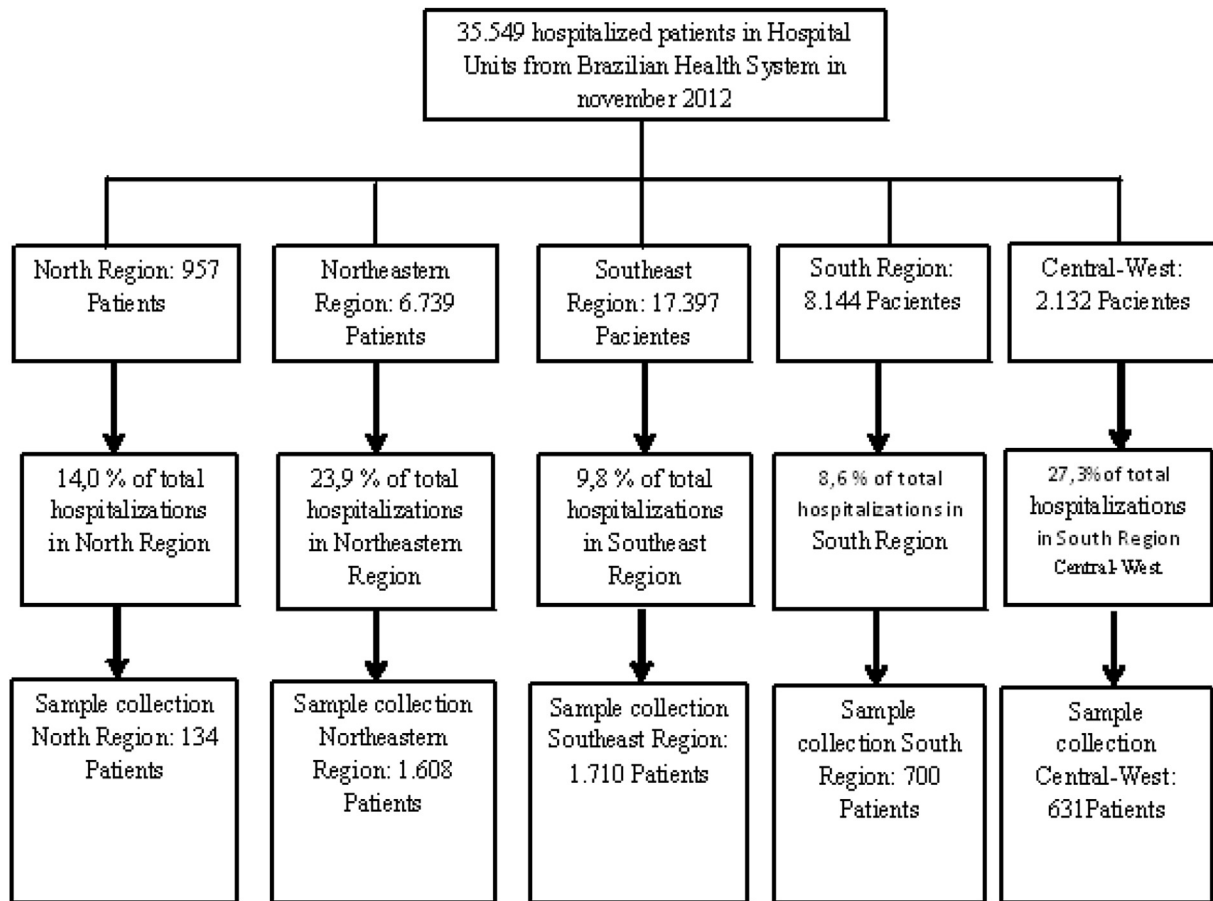 35.549 hospitalized patients in Hospital
Units from Brazilian Health System in
november 2012
North Region: 957
Patients
Northeastern
Region: 6.739
Patients
Southeast
Region: 17.397
Pacientes
South Region:
8.144 Pacientes
Central-West:
2.132 Pacientes
14,0 % of total
hospitalizations
in North Region
23,9 % of total
hospitalizations
in Northeastern
Region
9,8 % of total
hospitalizations
in Southeast
Region
8,6 % of total
hospitalizations in
South Region
27,3% of total
hospitalizations
in South Region
Central-West
Sample collection
North Region: 134
Patients
Sample collection
Northeastern
Region: 1.608
Patients
Sample collection
Southeast Region:
1.710 Patients
Sample
collection South
Region: 700
Patients
Sample
collection
Central-West:
631Patients